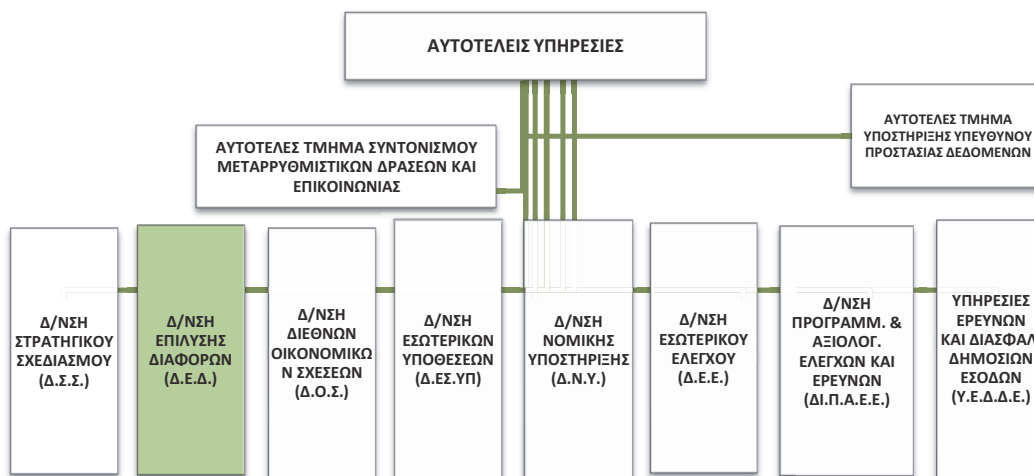 ΑΥΤΟΤΕΛΕΙΣ ΥΠΗΡΕΣΙΕΣ
ΑΥΤΟΤΕΛΕΣ ΤΜΗΜΑ
ΥΠΟΣΤΗΡΙΞΗΣ ΥΠΕΥΘΥΝΟΥ
ΠΡΟΣΤΑΣΙΑΣ ΔΕΔΟΜΕΝΩΝ
ΑΥΤΟΤΕΛΕΣ ΤΜΗΜΑ ΣΥΝΤΟΝΙΣΜΟΥ
ΜΕΤΑΡΡΥΘΜΙΣΤΙΚΩΝ ΔΡΑΣΕΩΝ ΚΑΙ
ΕΠΙΚΟΙΝΩΝΙΑΣ
Δ/ΝΣΗ
ΣΤΡΑΤΗΓΙΚΟΥ
ΣΧΕΔΙΑΣΜΟΥ
(Δ.Σ.Σ.)
Δ/ΝΣΗ
ΕΠΙΛΥΣΗΣ
ΔΙΑΦΟΡΩΝ
(Δ.Ε.Δ.)
Δ/ΝΣΗ
ΔΙΕΘΝΩΝ
ΟΙΚΟΝΟΜΙΚΩ
Ν ΣΧΕΣΕΩΝ
(Δ.Ο.Σ.)
Δ/ΝΣΗ
ΕΣΩΤΕΡΙΚΩΝ
ΥΠΟΘΕΣΕΩΝ
(Δ.ΕΣ.ΥΠ)
Δ/ΝΣΗ
ΝΟΜΙΚΗΣ
ΥΠΟΣΤΗΡΙΞΗΣ
(Δ.Ν.Υ.)
Δ/ΝΣΗ
ΕΣΩΤΕΡΙΚΟΥ
ΕΛΕΓΧΟΥ
(Δ.Ε.Ε.)
Δ/ΝΣΗ
ΠΡΟΓΡΑΜΜ. &
ΑΞΙΟΛΟΓ.
ΕΛΕΓΧΩΝ ΚΑΙ
ΕΡΕΥΝΩΝ
(ΔΙ.Π.Α.Ε.Ε.)
ΥΠΗΡΕΣΙΕΣ
ΕΡΕΥΝΩΝ
ΚΑΙ ΔΙΑΣΦΑΛ
ΔΗΜΟΣΙΩΝ
ΕΣΟΔΩΝ
(Υ.Ε.Δ.Δ.Ε.)